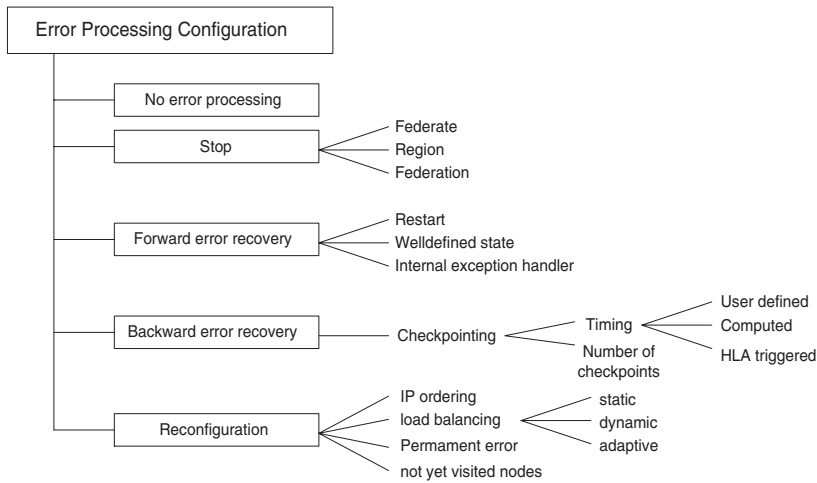 Error Processing Configuration
No error processing
Stop
Federate
Region
Federation
Forward error recovery
Restart
Welldefined state
Internal exception handler
Backward error recovery
Checkpointing
Timing
User defined
Computed
HLA triggered
Number of
checkpoints
Reconfiguration
IP ordering
load balancing
static
dynamic
adaptive
Permament error
not yet visited nodes